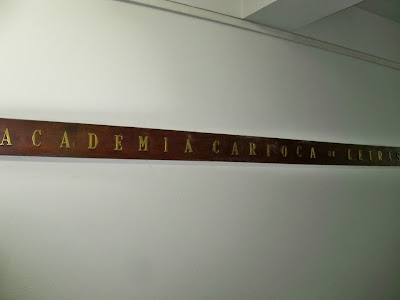 ACADEMIA CARIOCA DE LETRAS